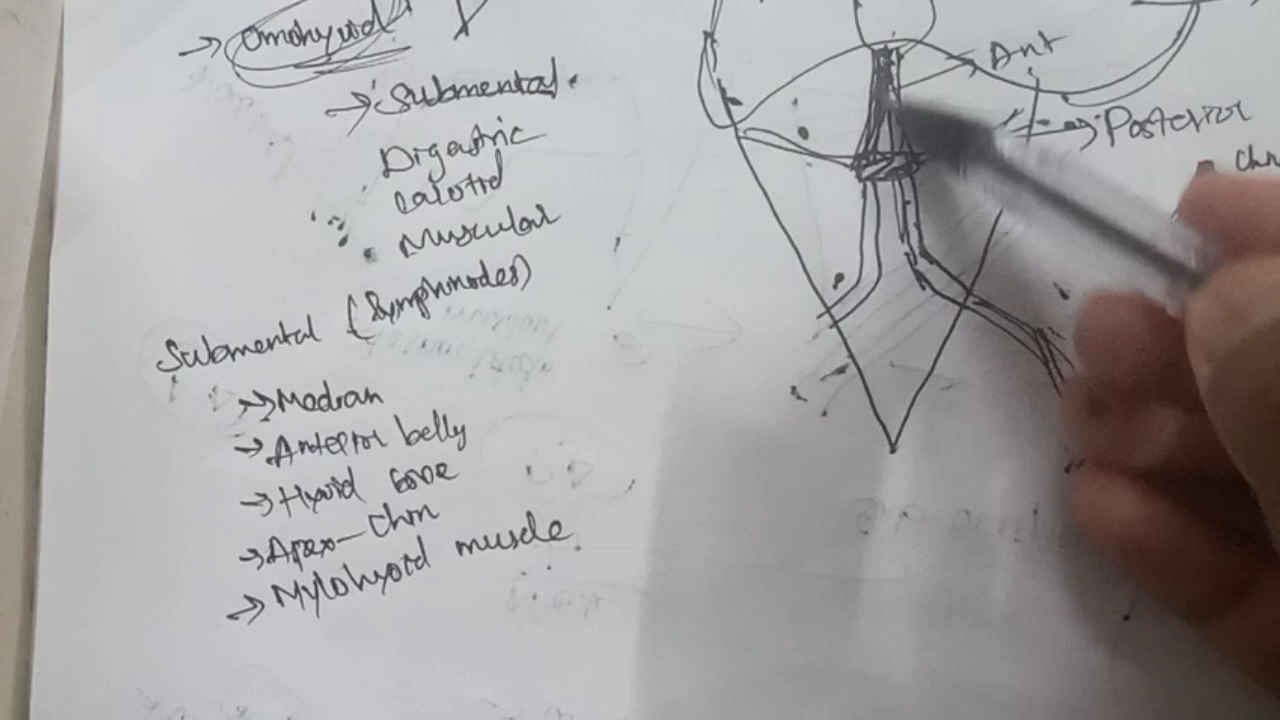 → Omohyoid
→ Submental.
Digastric
Carotid
Muscular
Submental (lymphnodes)
→ Median
→ Anterior belly
→ Hyoid bone
→ Apex-Chin
→ Mylohyoid muscle
Ant
→ Posterior